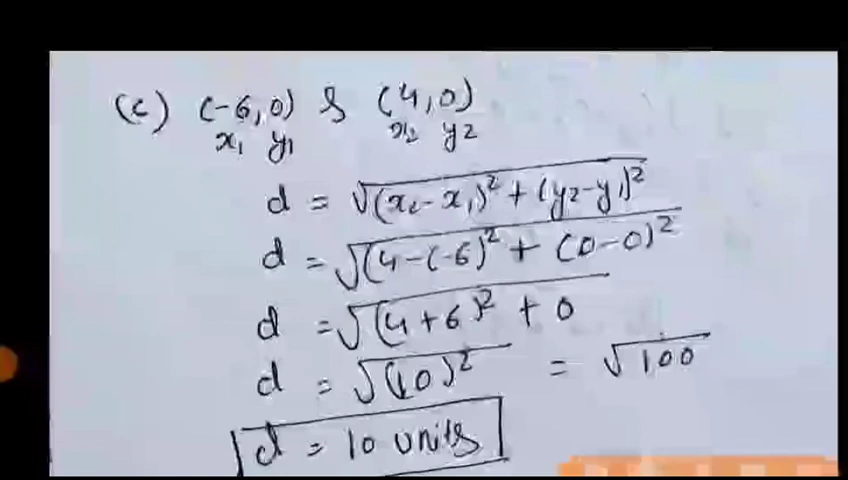 (c) (-6,0) & (4,0)
x₁ y₁ x₂ y₂
d = √(x₂-x₁)² + (y₂-y₁)²
d = √(4-(-6)² + (0-0)²
d = √(4+6)² + 0
d = √(10)² = √100
d = 10 units